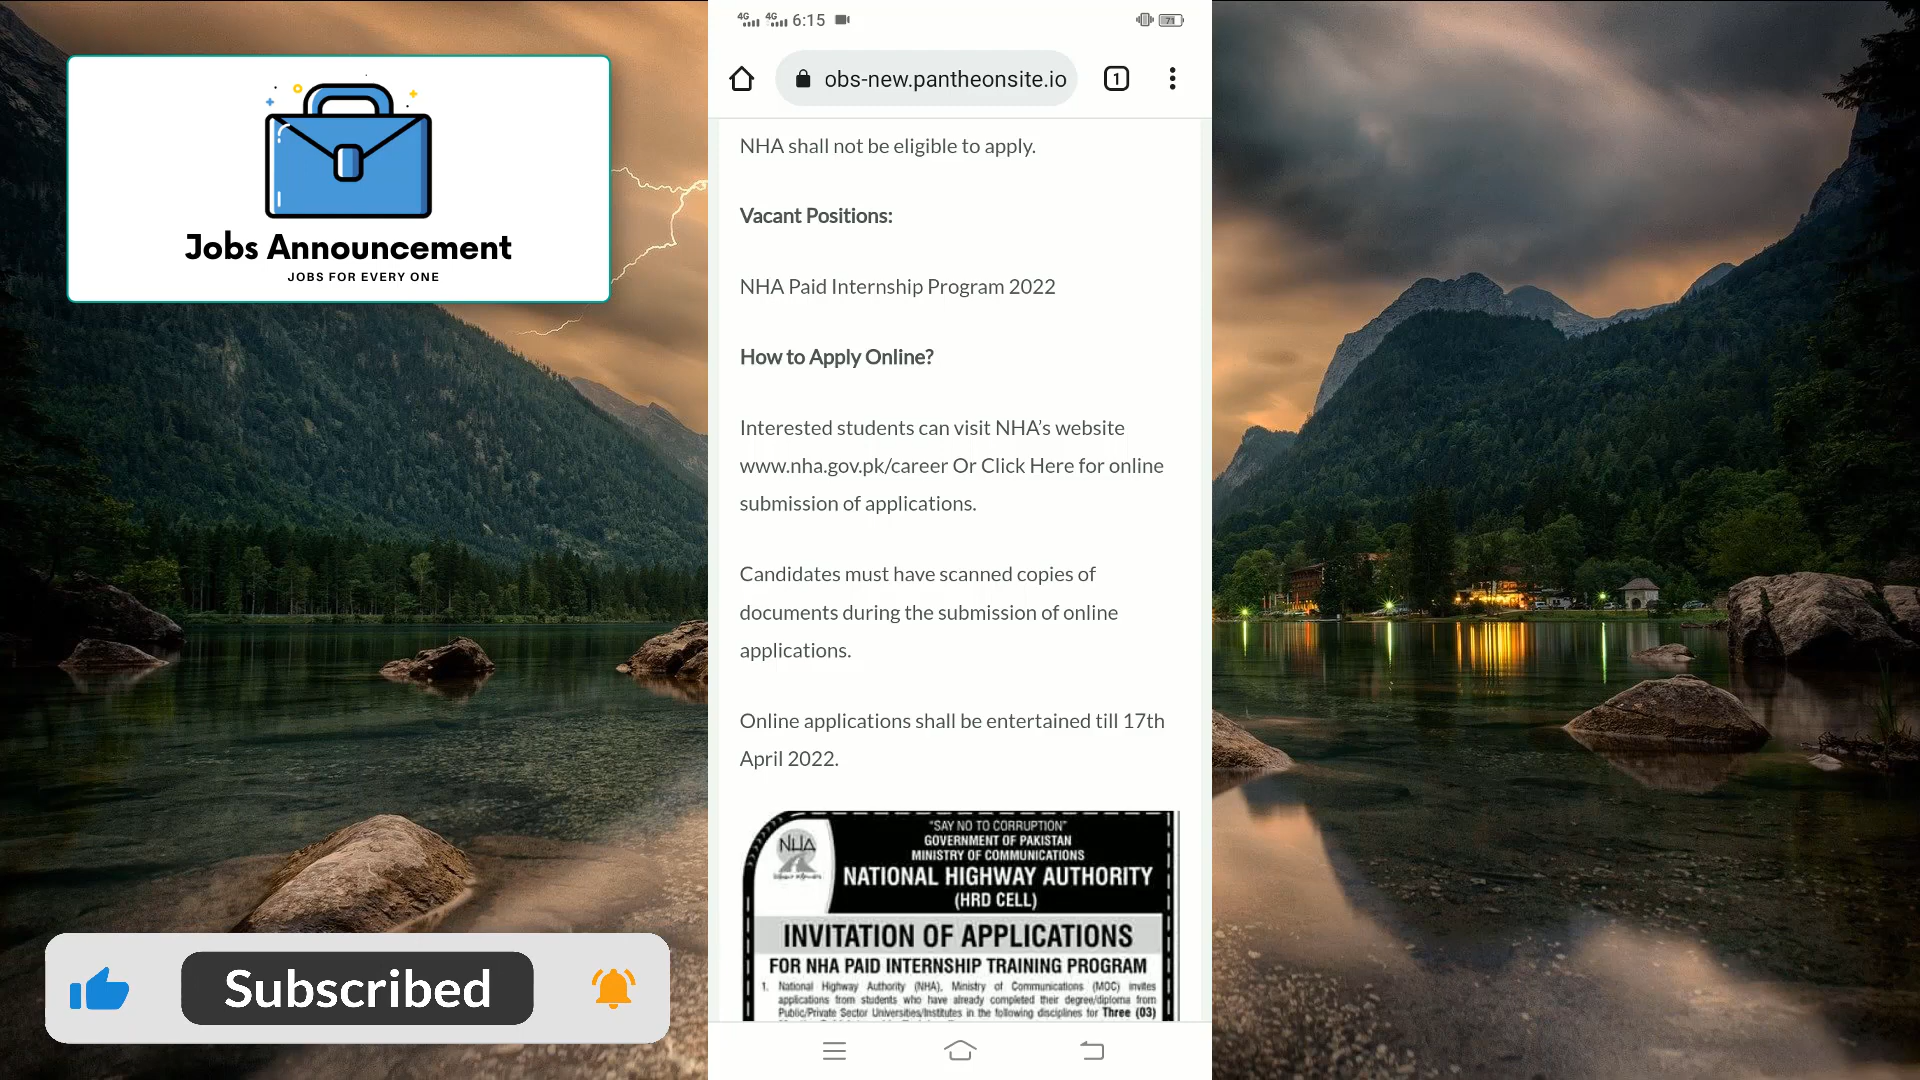 Jobs Announcement
JOBS FOR EVERY ONE
Subscribed
4G 4G 6:15 71
obs-new.pantheonsite.io 1
NHA shall not be eligible to apply.
Vacant Positions:
NHA Paid Internship Program 2022
How to Apply Online?
Interested students can visit NHA’s website
www.nha.gov.pk/career Or Click Here for online
submission of applications.
Candidates must have scanned copies of
documents during the submission of online
applications.
Online applications shall be entertained till 17th
April 2022.
NHA
"SAY NO TO CORRUPTION"
GOVERNMENT OF PAKISTAN
MINISTRY OF COMMUNICATIONS
NATIONAL HIGHWAY AUTHORITY
(HRD CELL)
INVITATION OF APPLICATIONS
FOR NHA PAID INTERNSHIP TRAINING PROGRAM
1. National Highway Authority (NHA), Ministry of Communications (MOC) invites
applications from students who have already completed their degree/diploma from
Public/Private Sector Universities/Institutes in the following disciplines for Three (03)